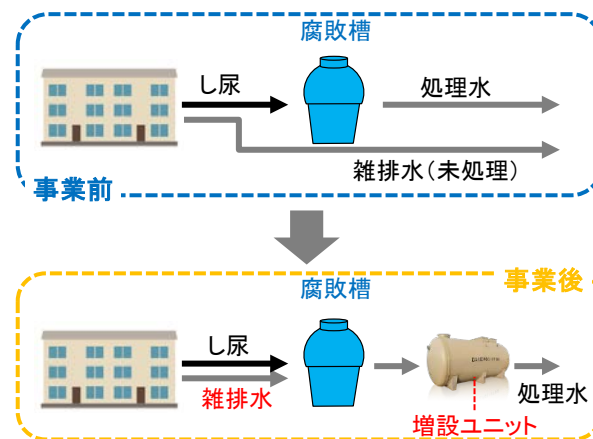 腐敗槽
し尿
処理水
雑排水(未処理)
事業前
事業後
腐敗槽
し尿
雑排水
処理水
増設ユニット